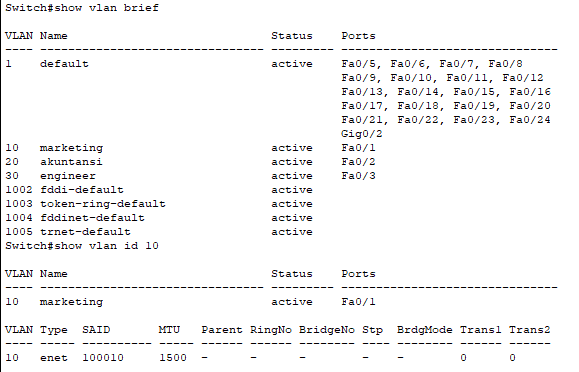 Switch#show vlan brief
VLAN Name Status Ports
---- -------------------------------- --------- -------------------------------
1 default active Fa0/5, Fa0/6, Fa0/7, Fa0/8
Fa0/9, Fa0/10, Fa0/11, Fa0/12
Fa0/13, Fa0/14, Fa0/15, Fa0/16
Fa0/17, Fa0/18, Fa0/19, Fa0/20
Fa0/21, Fa0/22, Fa0/23, Fa0/24
Gig0/2
10 marketing active Fa0/1
20 akuntansi active Fa0/2
30 engineer active Fa0/3
1002 fddi-default active
1003 token-ring-default active
1004 fddinet-default active
1005 trnet-default active
Switch#show vlan id 10
VLAN Name Status Ports
---- -------------------------------- --------- -------------------------------
10 marketing active Fa0/1
VLAN Type SAID MTU Parent RingNo BridgeNo Stp BrdgMode Trans1 Trans2
---- ----- ---------- ----- ------ ------ -------- ---- -------- ------ ------
10 enet 100010 1500 - - - - - 0 0